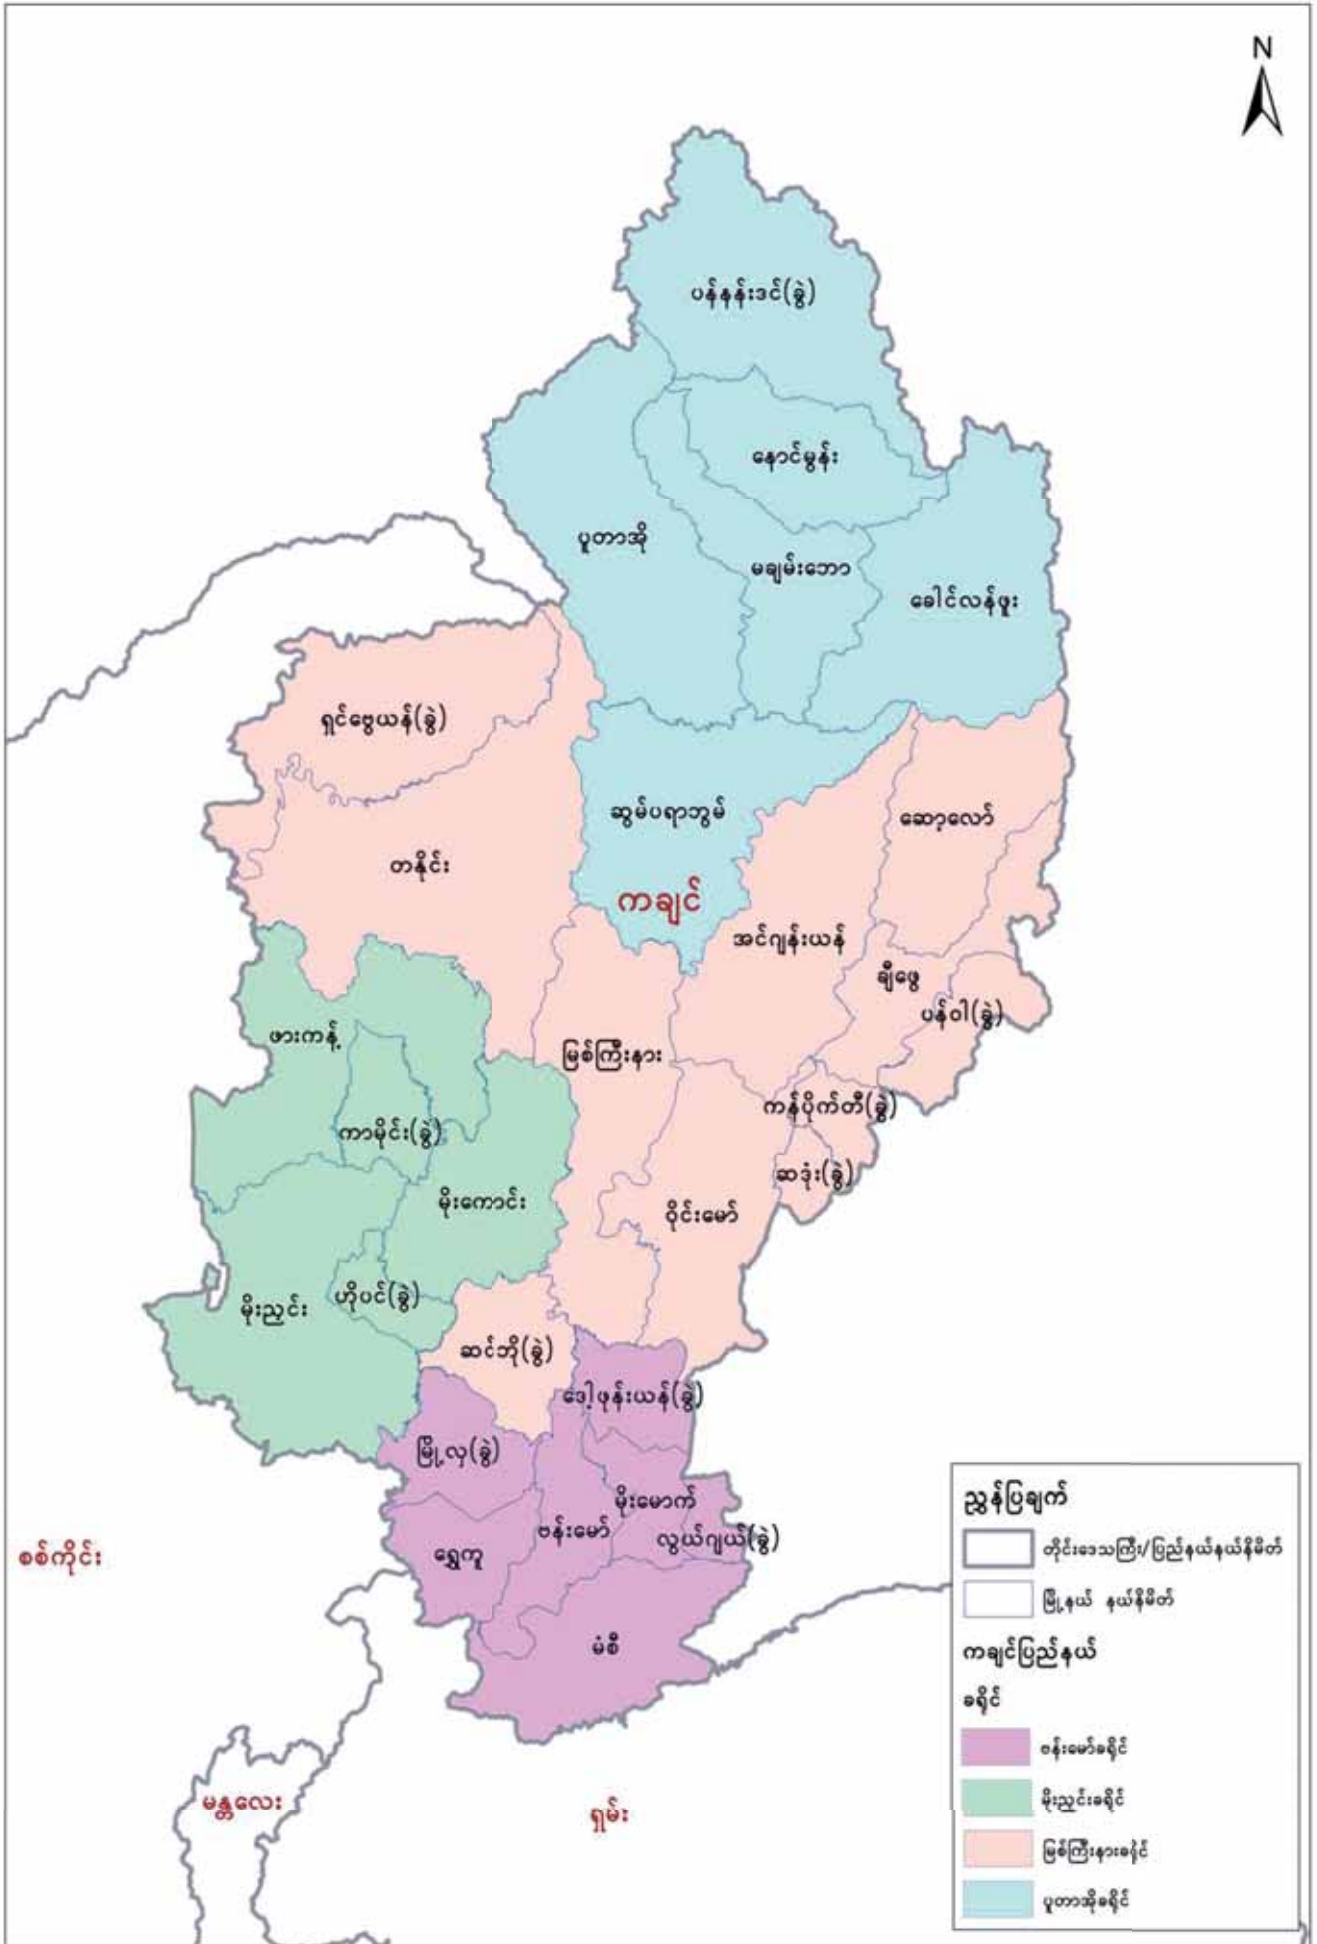 N
ပန်နန်းဒင်(ခွဲ)
နောင်မွန်း
ပူတာအို
မချမ်းဘော
ခေါင်လန်ဖူး
ရှင်ဗွေယန်(ခွဲ)
ဆွမ်ပရာဘွမ်
ဆော့လော်
တနိုင်း
ကချင်
အင်ဂျန်းယန်
ချီဖွေ
ပန်ဝါ(ခွဲ)
ဖားကန့်
မြစ်ကြီးနား
ကန်ပိုက်တီ(ခွဲ)
ကာမိုင်း(ခွဲ)
ဆဒုံး(ခွဲ)
မိုးကောင်း
ဝိုင်းမော်
ဟိုပင်(ခွဲ)
မိုးညှင်း
ဆင်ဘို(ခွဲ)
ဒေါ့ဖုန်းယန်(ခွဲ)
မြို့လှ(ခွဲ)
မိုးမောက်
ဗန်းမော်
လွယ်ဂျယ်(ခွဲ)
ရွှေကူ
စစ်ကိုင်း
မံစီ
မန္တလေး
ရှမ်း
ညွှန်ပြချက်
တိုင်းဒေသကြီး/ပြည်နယ်နယ်နိမိတ်
မြို့နယ် နယ်နိမိတ်
ကချင်ပြည်နယ်
ခရိုင်
ဗန်းမော်ခရိုင်
မိုးညှင်းခရိုင်
မြစ်ကြီးနားခရိုင်
ပူတာအိုခရိုင်